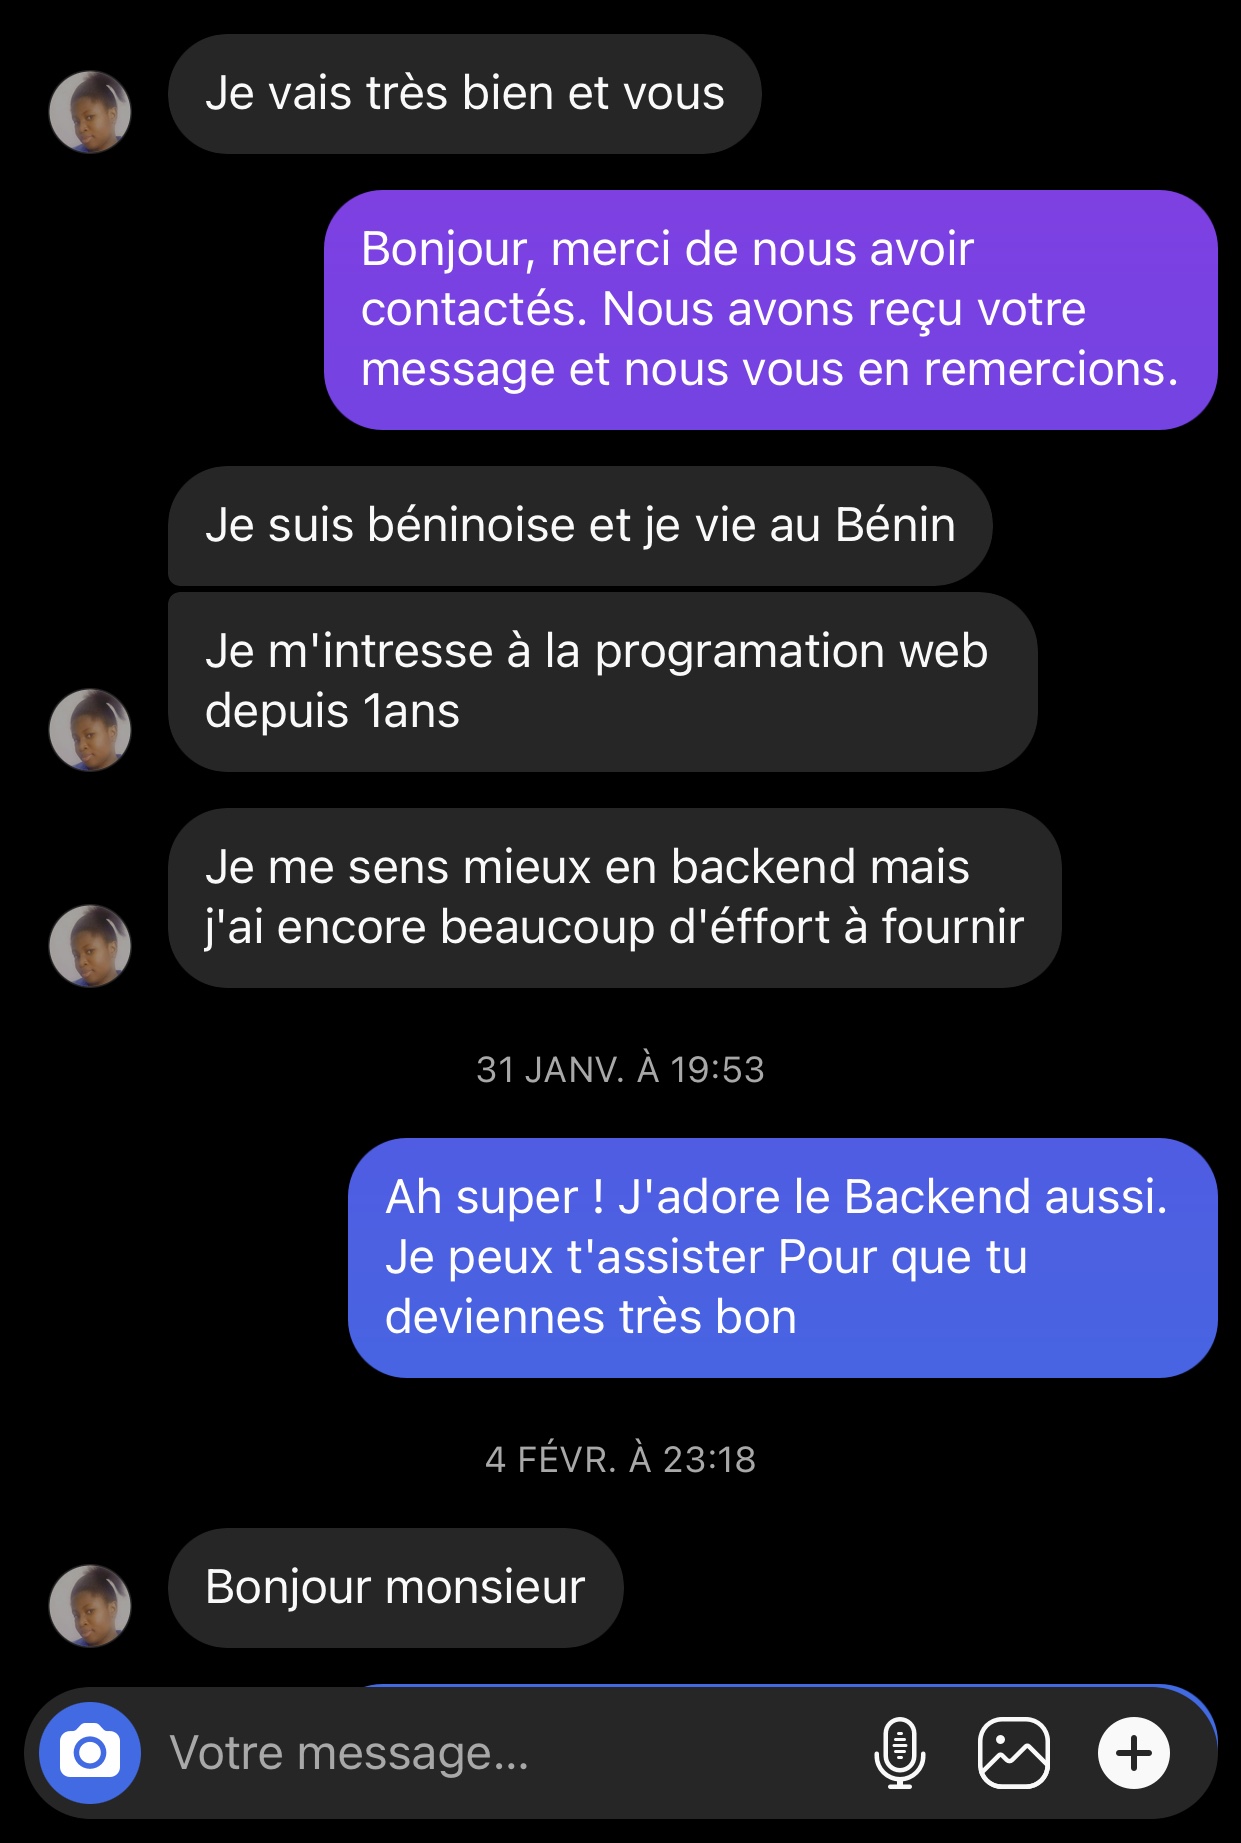 Je vais très bien et vous
Bonjour, merci de nous avoir
contactés. Nous avons reçu votre
message et nous vous en remercions.
Je suis béninoise et je vie au Bénin
Je m'intresse à la programation web
depuis 1ans
Je me sens mieux en backend mais
j'ai encore beaucoup d'éffort à fournir
31 JANV. À 19:53
Ah super ! J'adore le Backend aussi.
Je peux t'assister Pour que tu
deviennes très bon
4 FÉVR. À 23:18
Bonjour monsieur
Votre message...